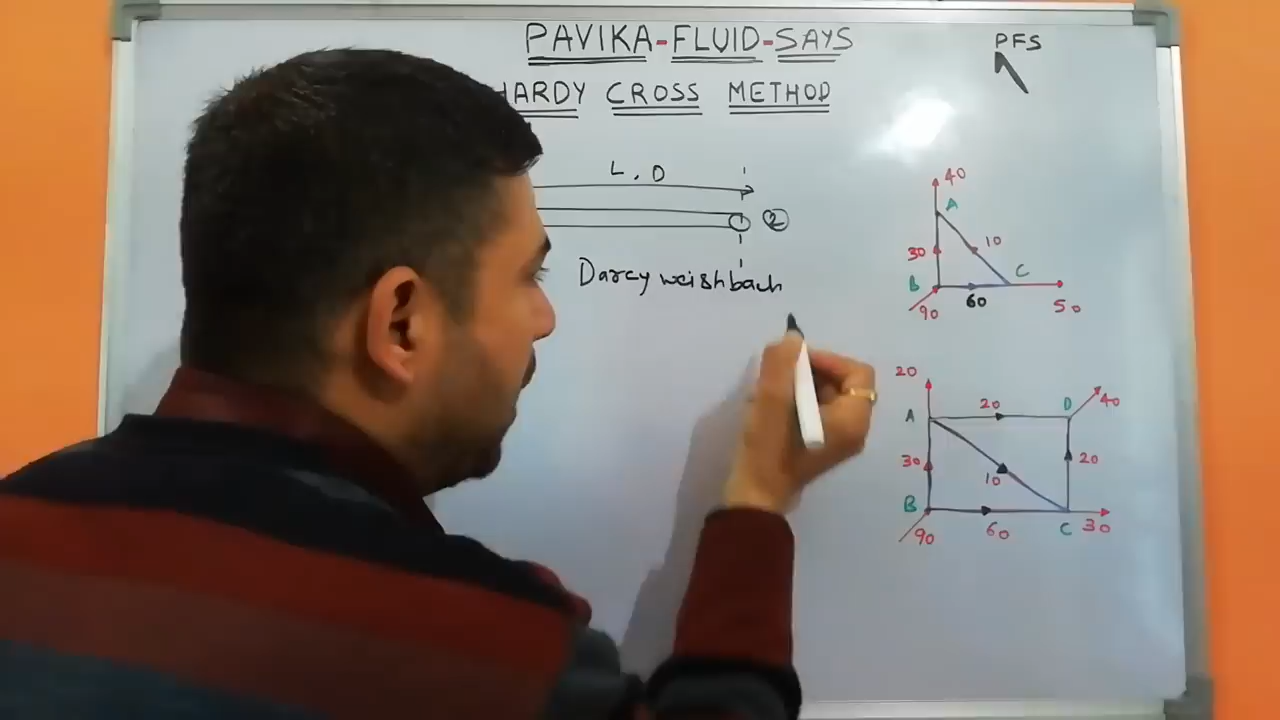 PAVIKA-FLUID-SAYS
PFS
HARDY CROSS METHOD
L, D
2
Darcy weishbach
40
A
30
10
B
C
60
90
50
20
A
20
D
40
30
10
20
B
90
60
C
30